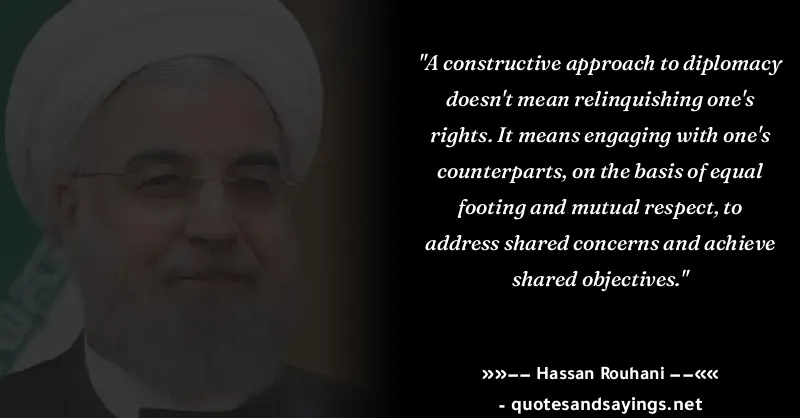 "A constructive approach to diplomacy
doesn't mean relinquishing one's
rights. It means engaging with one's
counterparts, on the basis of equal
footing and mutual respect, to
address shared concerns and achieve
shared objectives."
»»−− Hassan Rouhani −−««
- quotesandsayings.net